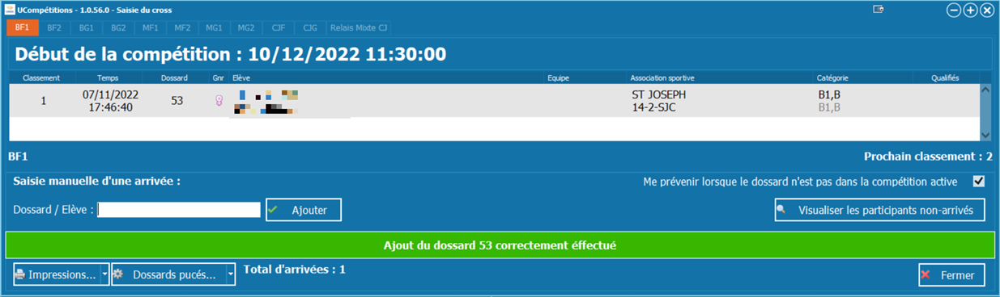 UCompétitions - 1.0.56.0 - Saisie du cross
BF1 BF2 BG1 BG2 MF1 MF2 MG1 MG2 CJF CJG Relais Mixte CJ
Début de la compétition : 10/12/2022 11:30:00
Classement Temps Dossard Gnr Elève Equipe Association sportive Catégorie Qualifiés
1 07/11/2022 53 ST JOSEPH B1,B
17:46:40 14-2-SJC B1,B
BF1 Prochain classement : 2
Saisie manuelle d'une arrivée : Me prévenir lorsque le dossard n'est pas dans la compétition active
Dossard / Elève : Ajouter Visualiser les participants non-arrivés
Ajout du dossard 53 correctement éffectué
Impressions... Dossards pucés... Total d'arrivées : 1 Fermer